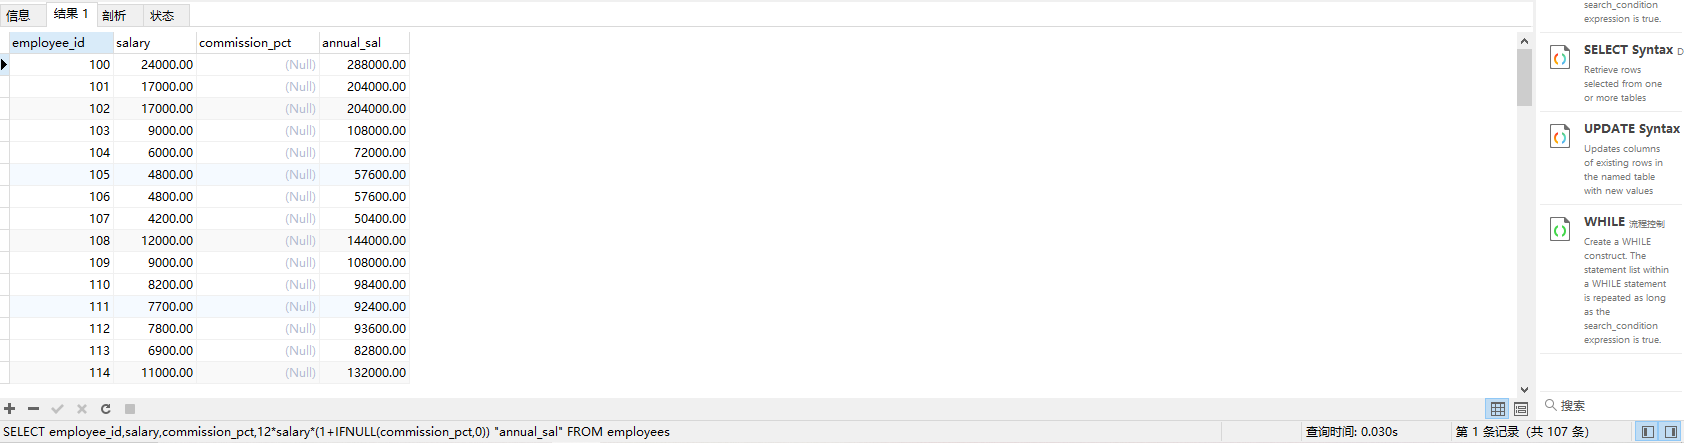 信息 结果 1 剖析 状态
employee_id salary commission_pct annual_sal
100 24000.00 (Null) 288000.00
101 17000.00 (Null) 204000.00
102 17000.00 (Null) 204000.00
103 9000.00 (Null) 108000.00
104 6000.00 (Null) 72000.00
105 4800.00 (Null) 57600.00
106 4800.00 (Null) 57600.00
107 4200.00 (Null) 50400.00
108 12000.00 (Null) 144000.00
109 9000.00 (Null) 108000.00
110 8200.00 (Null) 98400.00
111 7700.00 (Null) 92400.00
112 7800.00 (Null) 93600.00
113 6900.00 (Null) 82800.00
114 11000.00 (Null) 132000.00
search_condition
expression is true.
SELECT Syntax D
Retrieve rows
selected from one
or more tables
UPDATE Syntax
Updates columns
of existing rows in
the named table
with new values
WHILE 流程控制
Create a WHILE
construct. The
statement list within
a WHILE statement
is repeated as long
as the
search_condition
expression is true.
搜索
SELECT employee_id,salary,commission_pct,12*salary*(1+IFNULL(commission_pct,0)) "annual_sal" FROM employees
查询时间: 0.030s
第 1 条记录 (共 107 条)